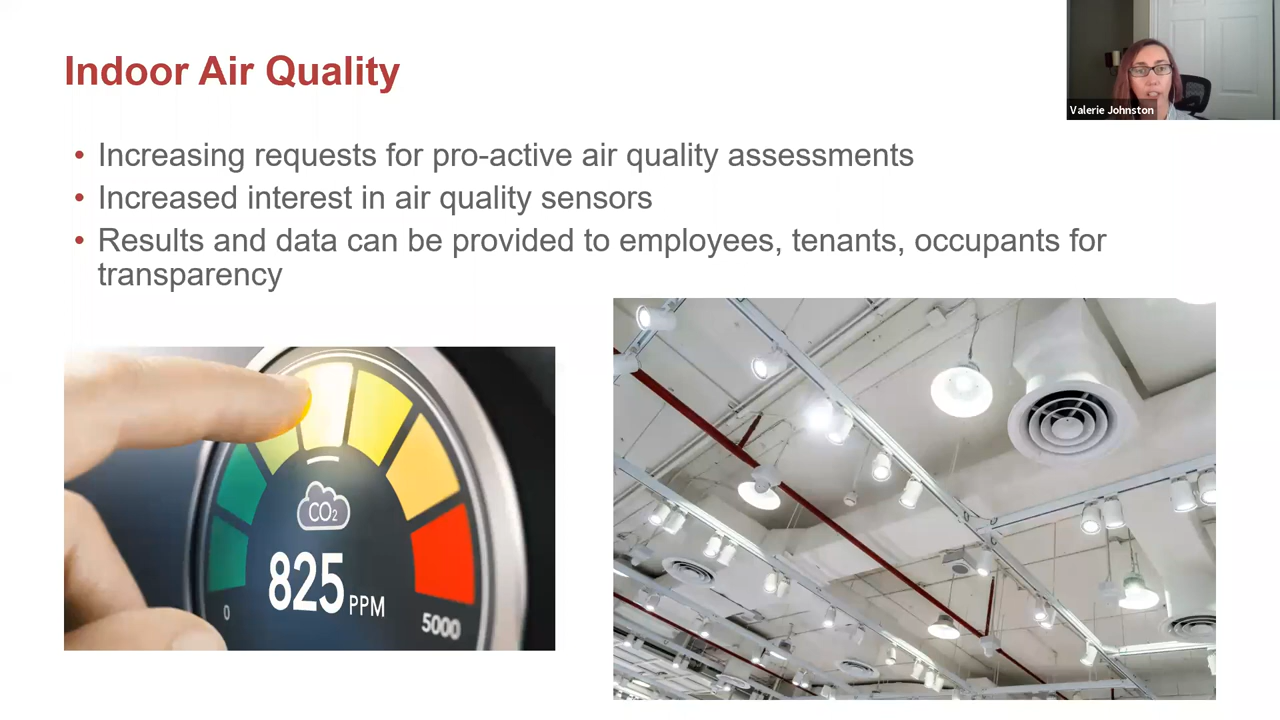 Indoor Air Quality
Valerie Johnston
• Increasing requests for pro-active air quality assessments
• Increased interest in air quality sensors
• Results and data can be provided to employees, tenants, occupants for
transparency
CO₂
825 PPM
0
5000